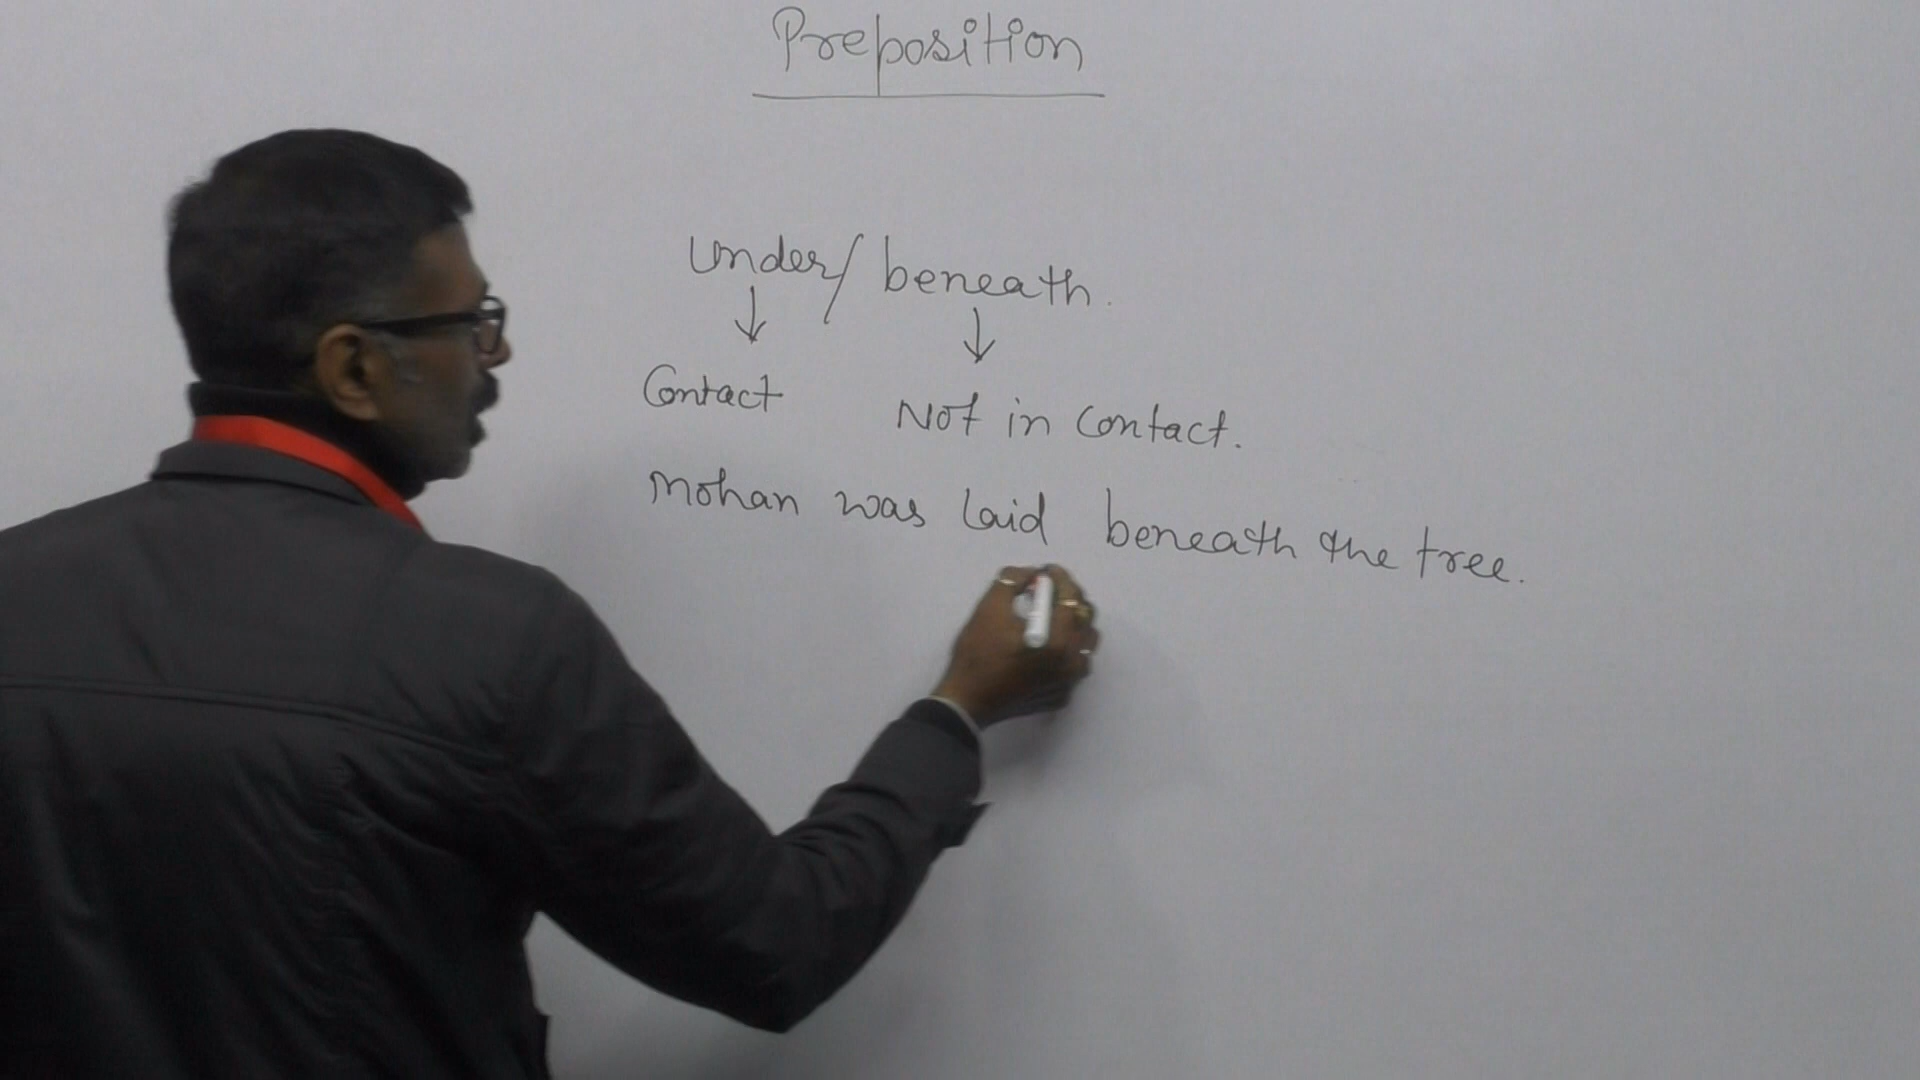 Preposition
Under/ beneath.
↓ ↓
Contact Not in Contact.
Mohan was laid beneath the tree.